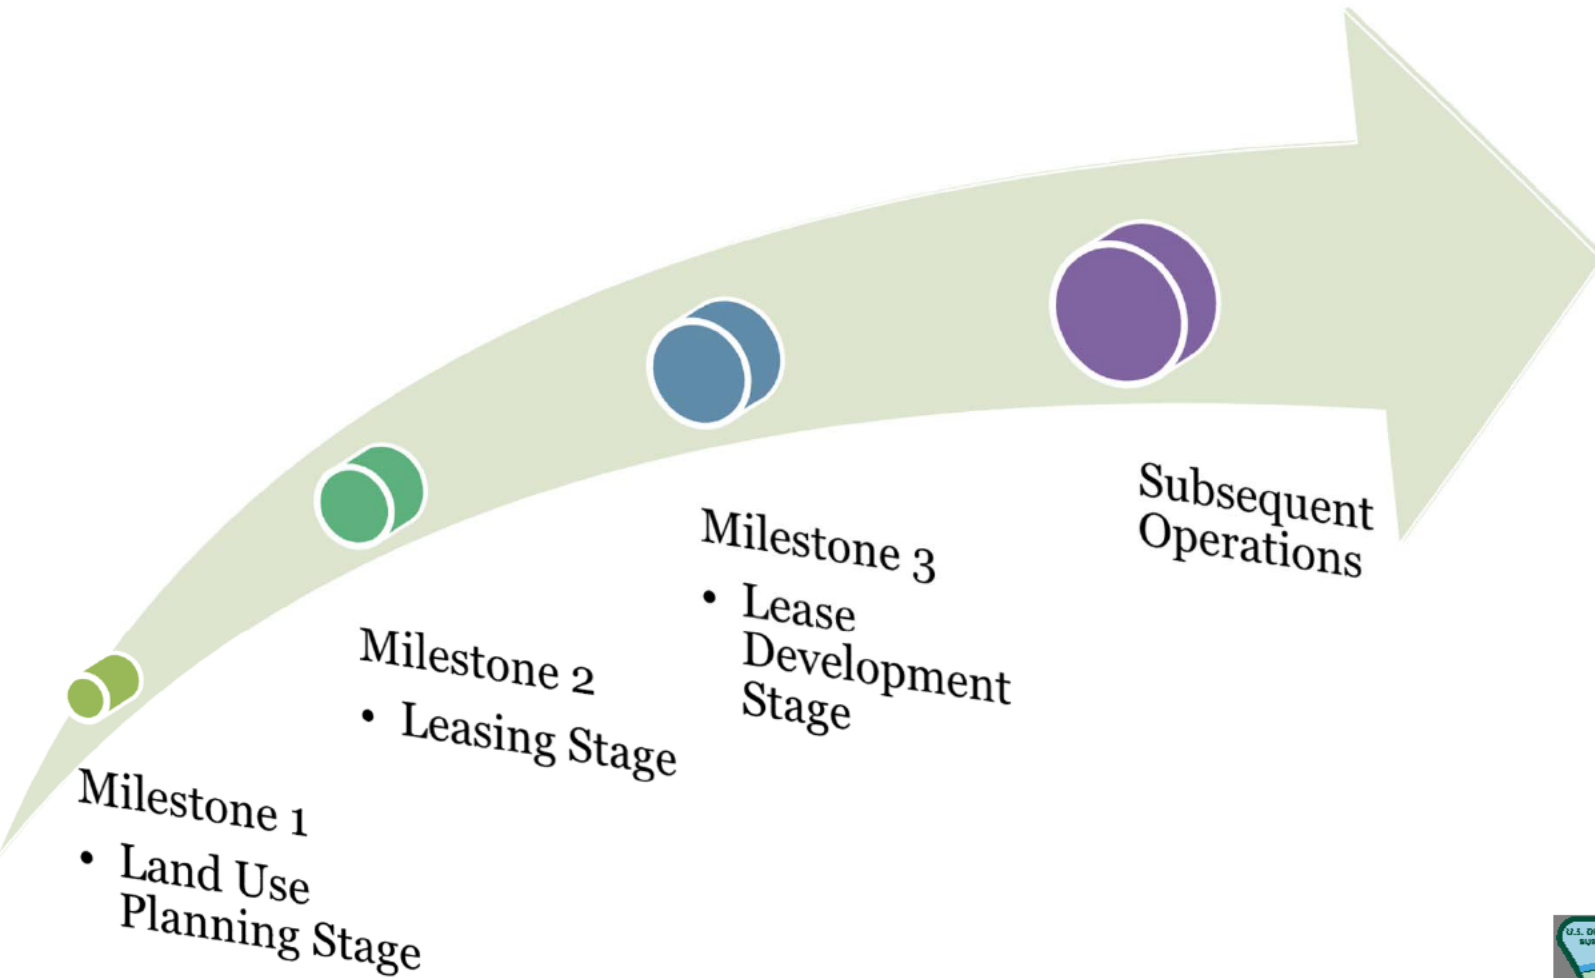 Milestone 1
• Land Use
Planning Stage
Milestone 2
• Leasing Stage
Milestone 3
• Lease
Development
Stage
Subsequent
Operations
U.S.